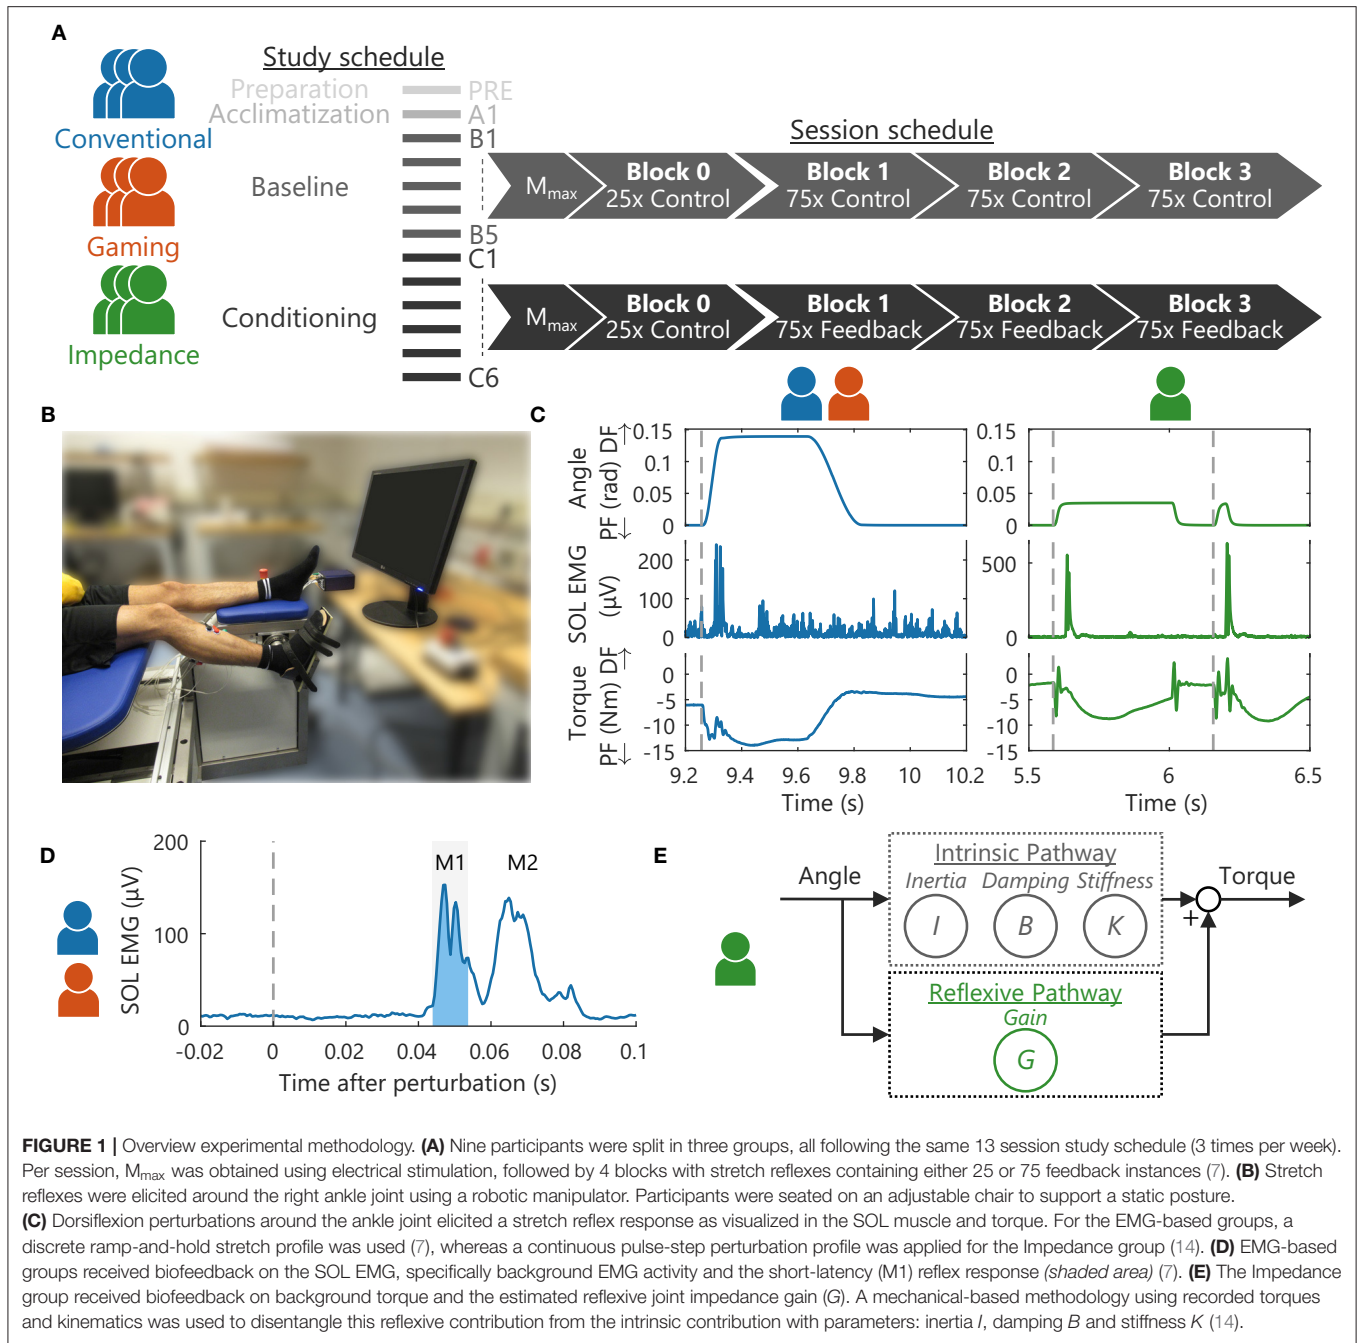 A
Study schedule
Preparation
PRE
Acclimatization
A1
Conventional
B1
Session schedule
Baseline
Gaming
B5
C1
Conditioning
Impedance
C6
Mmax
Block 0
25x Control
Block 1
75x Control
Block 2
75x Control
Block 3
75x Control
Mmax
Block 0
25x Control
Block 1
75x Feedback
Block 2
75x Feedback
Block 3
75x Feedback
B
C
Angle
PF (rad) DF
← →
0.15
0.1
0.05
0
0.15
0.1
0.05
0
SOL EMG
(µV)
200
100
0
500
0
Torque
PF (Nm) DF
← →
0
-5
-10
-15
0
-5
-10
-15
9.2 9.4 9.6 9.8 10 10.2
Time (s)
5.5 6 6.5
Time (s)
D
SOL EMG (µV)
200
100
0
M1 M2
-0.02 0 0.02 0.04 0.06 0.08 0.1
Time after perturbation (s)
E
Angle
Intrinsic Pathway
Inertia Damping Stiffness
I B K
Torque
+
Reflexive Pathway
Gain
G
FIGURE 1 | Overview experimental methodology. (A) Nine participants were split in three groups, all following the same 13 session study schedule (3 times per week).
Per session, Mmax was obtained using electrical stimulation, followed by 4 blocks with stretch reflexes containing either 25 or 75 feedback instances (7). (B) Stretch
reflexes were elicited around the right ankle joint using a robotic manipulator. Participants were seated on an adjustable chair to support a static posture.
(C) Dorsiflexion perturbations around the ankle joint elicited a stretch reflex response as visualized in the SOL muscle and torque. For the EMG-based groups, a
discrete ramp-and-hold stretch profile was used (7), whereas a continuous pulse-step perturbation profile was applied for the Impedance group (14). (D) EMG-based
groups received biofeedback on the SOL EMG, specifically background EMG activity and the short-latency (M1) reflex response (shaded area) (7). (E) The Impedance
group received biofeedback on background torque and the estimated reflexive joint impedance gain (G). A mechanical-based methodology using recorded torques
and kinematics was used to disentangle this reflexive contribution from the intrinsic contribution with parameters: inertia I, damping B and stiffness K (14).